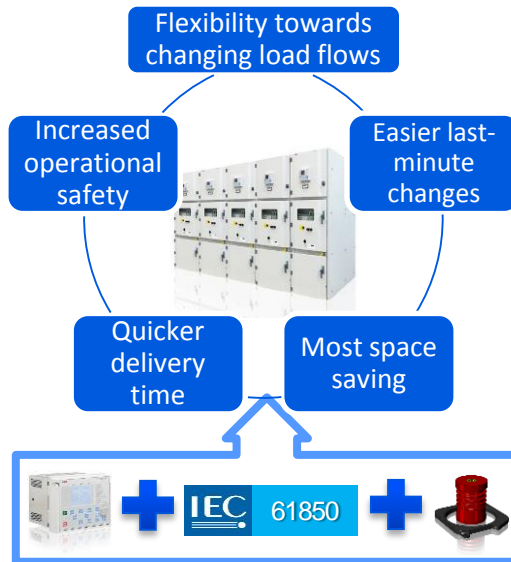 Flexibility towards
changing load flows
Increased
operational
safety
Easier last-
minute
changes
Quicker
delivery
time
Most space
saving
IEC
61850